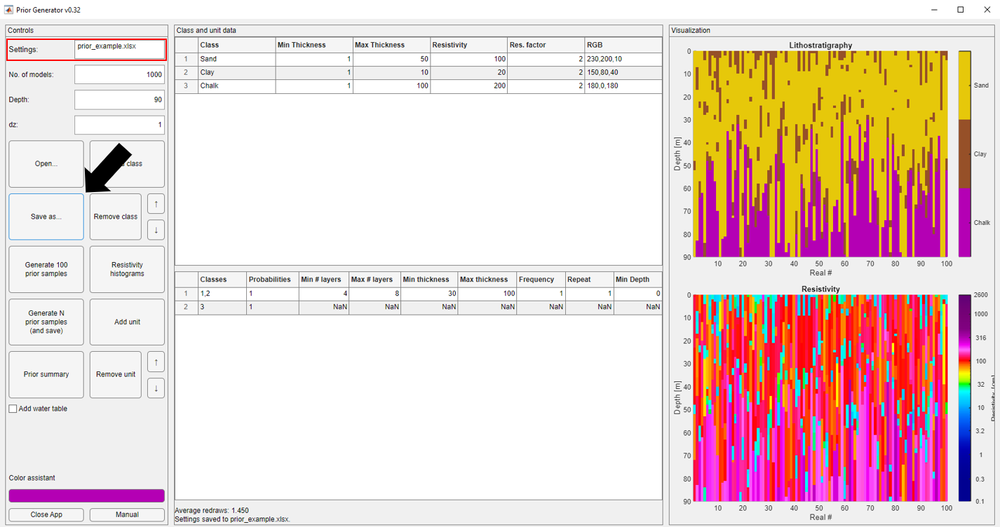 Prior Generator v0.32
Controls
Settings: prior_example.xlsx
No. of models: 1000
Depth: 90
dz: 1
Open...
class
Save as...
Remove class
↑
↓
Generate 100
prior samples
Resistivity
histograms
Generate N
prior samples
(and save)
Add unit
Prior summary
Remove unit
↑
↓
Add water table
Color assistant
Close App
Manual
Class and unit data
Class Min Thickness Max Thickness Resistivity Res. factor RGB
1 Sand 1 50 100 2 230,200,10
2 Clay 1 10 20 2 150,80,40
3 Chalk 1 100 200 2 180,0,180
Classes Probabilities Min # layers Max # layers Min thickness Max thickness Frequency Repeat Min Depth
1 1,2 1 4 8 30 100 1 1 0
2 3 1 NaN NaN NaN NaN NaN NaN NaN
Average redraws: 1.450
Settings saved to prior_example.xlsx.
Visualization
Lithostratigraphy
0
10
20
30
40
50
60
70
80
90
Depth [m]
10 20 30 40 50 60 70 80 90 100
Real #
Sand
Clay
Chalk
Resistivity
0
10
20
30
40
50
60
70
80
90
Depth [m]
10 20 30 40 50 60 70 80 90 100
Real #
2600
1000
316
100
32
10
3.2
1
0.3
0.1